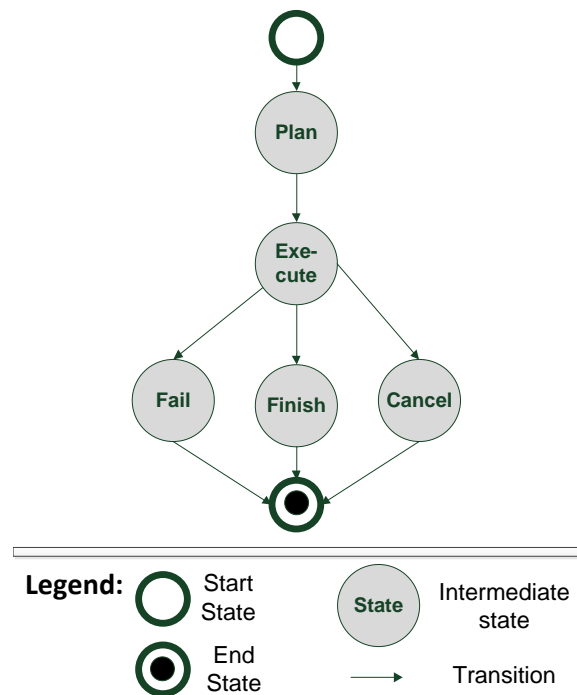 Plan
Exe-
cute
Fail
Finish
Cancel
Legend:
Start
State
State
Intermediate
state
End
State
Transition